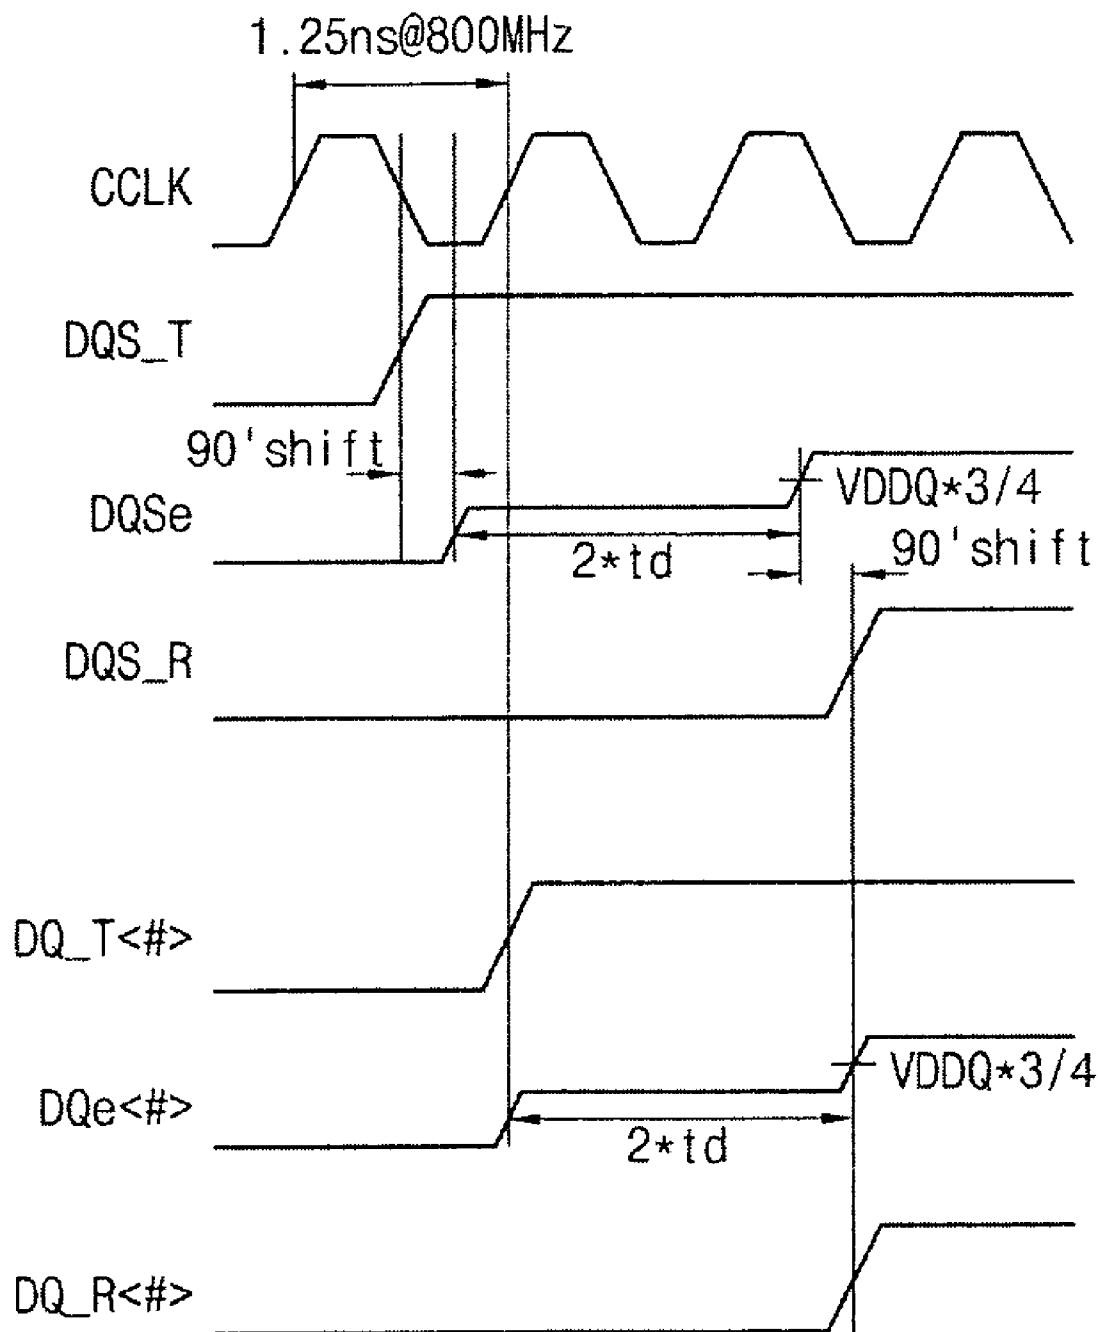 1.25ns@800MHz
CCLK
DQS_T
90'shift
DQSe
VDDQ*3/4
2*td
90'shift
DQS_R
DQ_T<#>
DQe<#>
VDDQ*3/4
2*td
DQ_R<#>